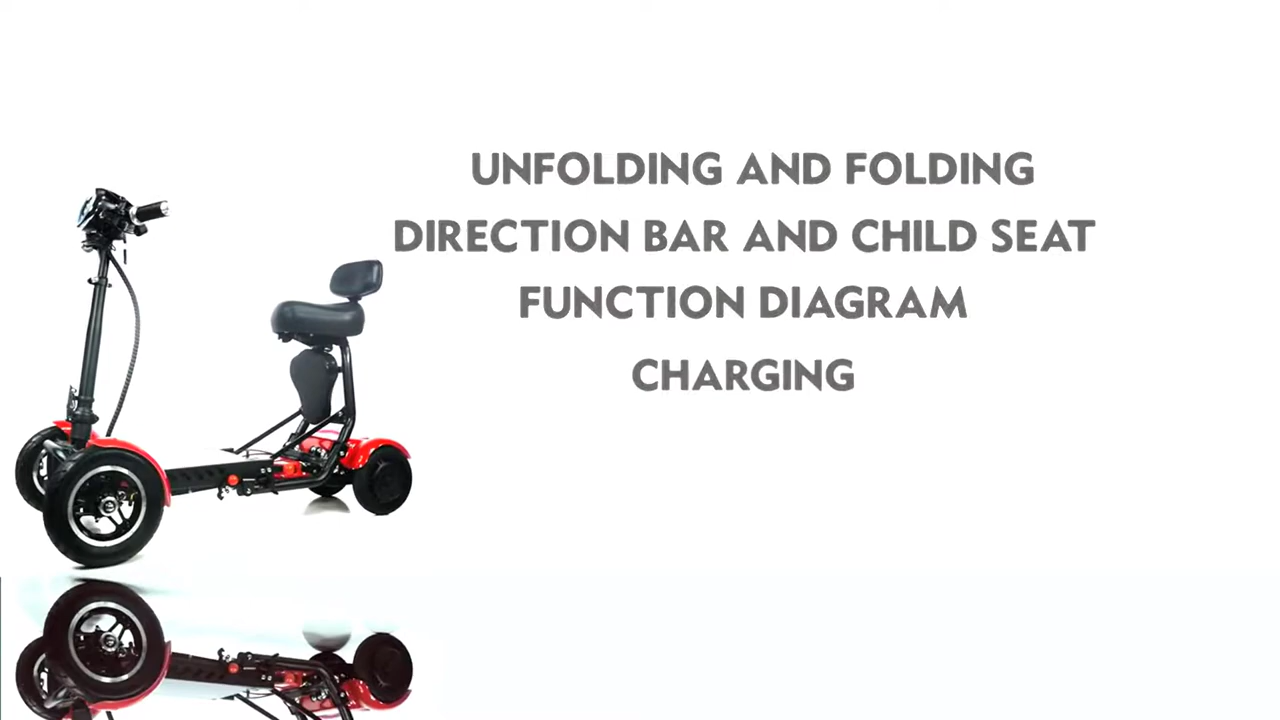 UNFOLDING AND FOLDING
DIRECTION BAR AND CHILD SEAT
FUNCTION DIAGRAM
CHARGING